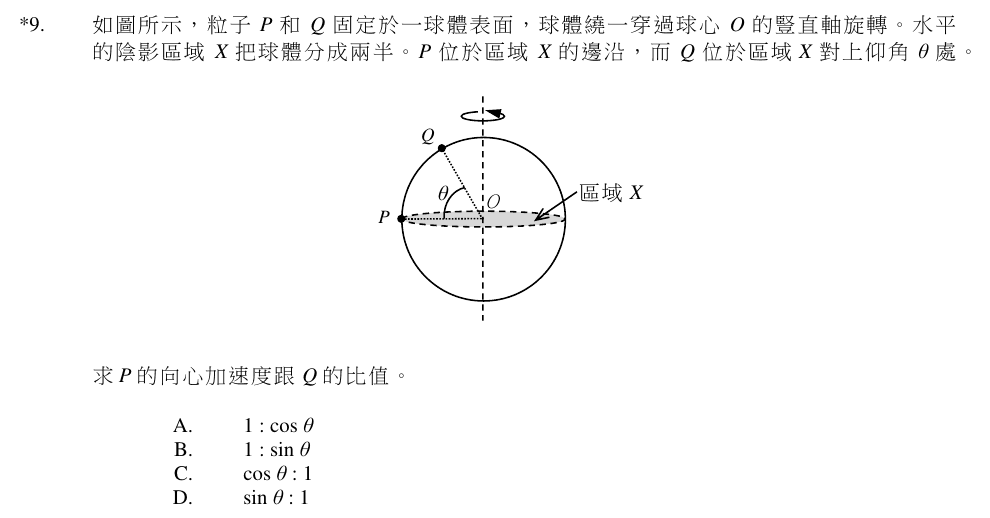 *9. 如圖所示，粒子 P 和 Q 固定於一球體表面，球體繞一穿過球心 O 的豎直軸旋轉。水平
的陰影區域 X 把球體分成兩半。P 位於區域 X 的邊沿，而 Q 位於區域 X 對上仰角 θ 處。
Q
θ
O
區域 X
P
求 P 的向心加速度跟 Q 的比值。
A. 1 : cos θ
B. 1 : sin θ
C. cos θ : 1
D. sin θ : 1